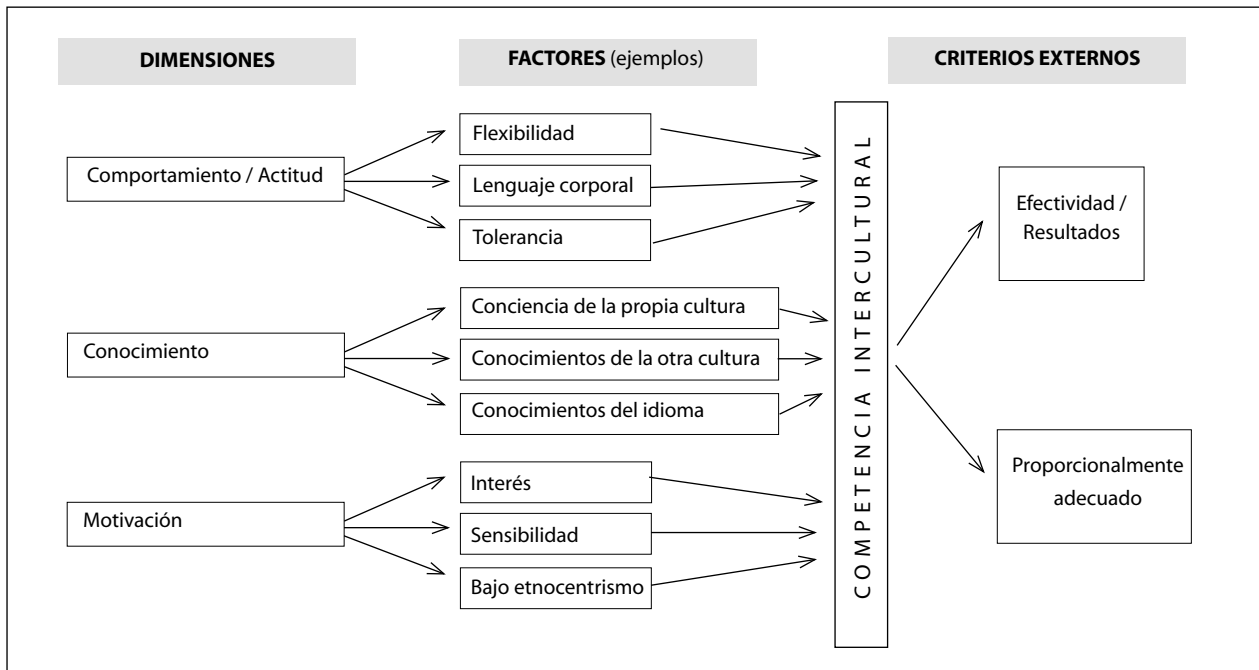 DIMENSIONES
FACTORES (ejemplos)
CRITERIOS EXTERNOS
Comportamiento / Actitud
Flexibilidad
Lenguaje corporal
Tolerancia
Conocimiento
Conciencia de la propia cultura
Conocimientos de la otra cultura
Conocimientos del idioma
Motivación
Interés
Sensibilidad
Bajo etnocentrismo
COMPETENCIA INTERCULTURAL
Efectividad /
Resultados
Proporcionalmente
adecuado